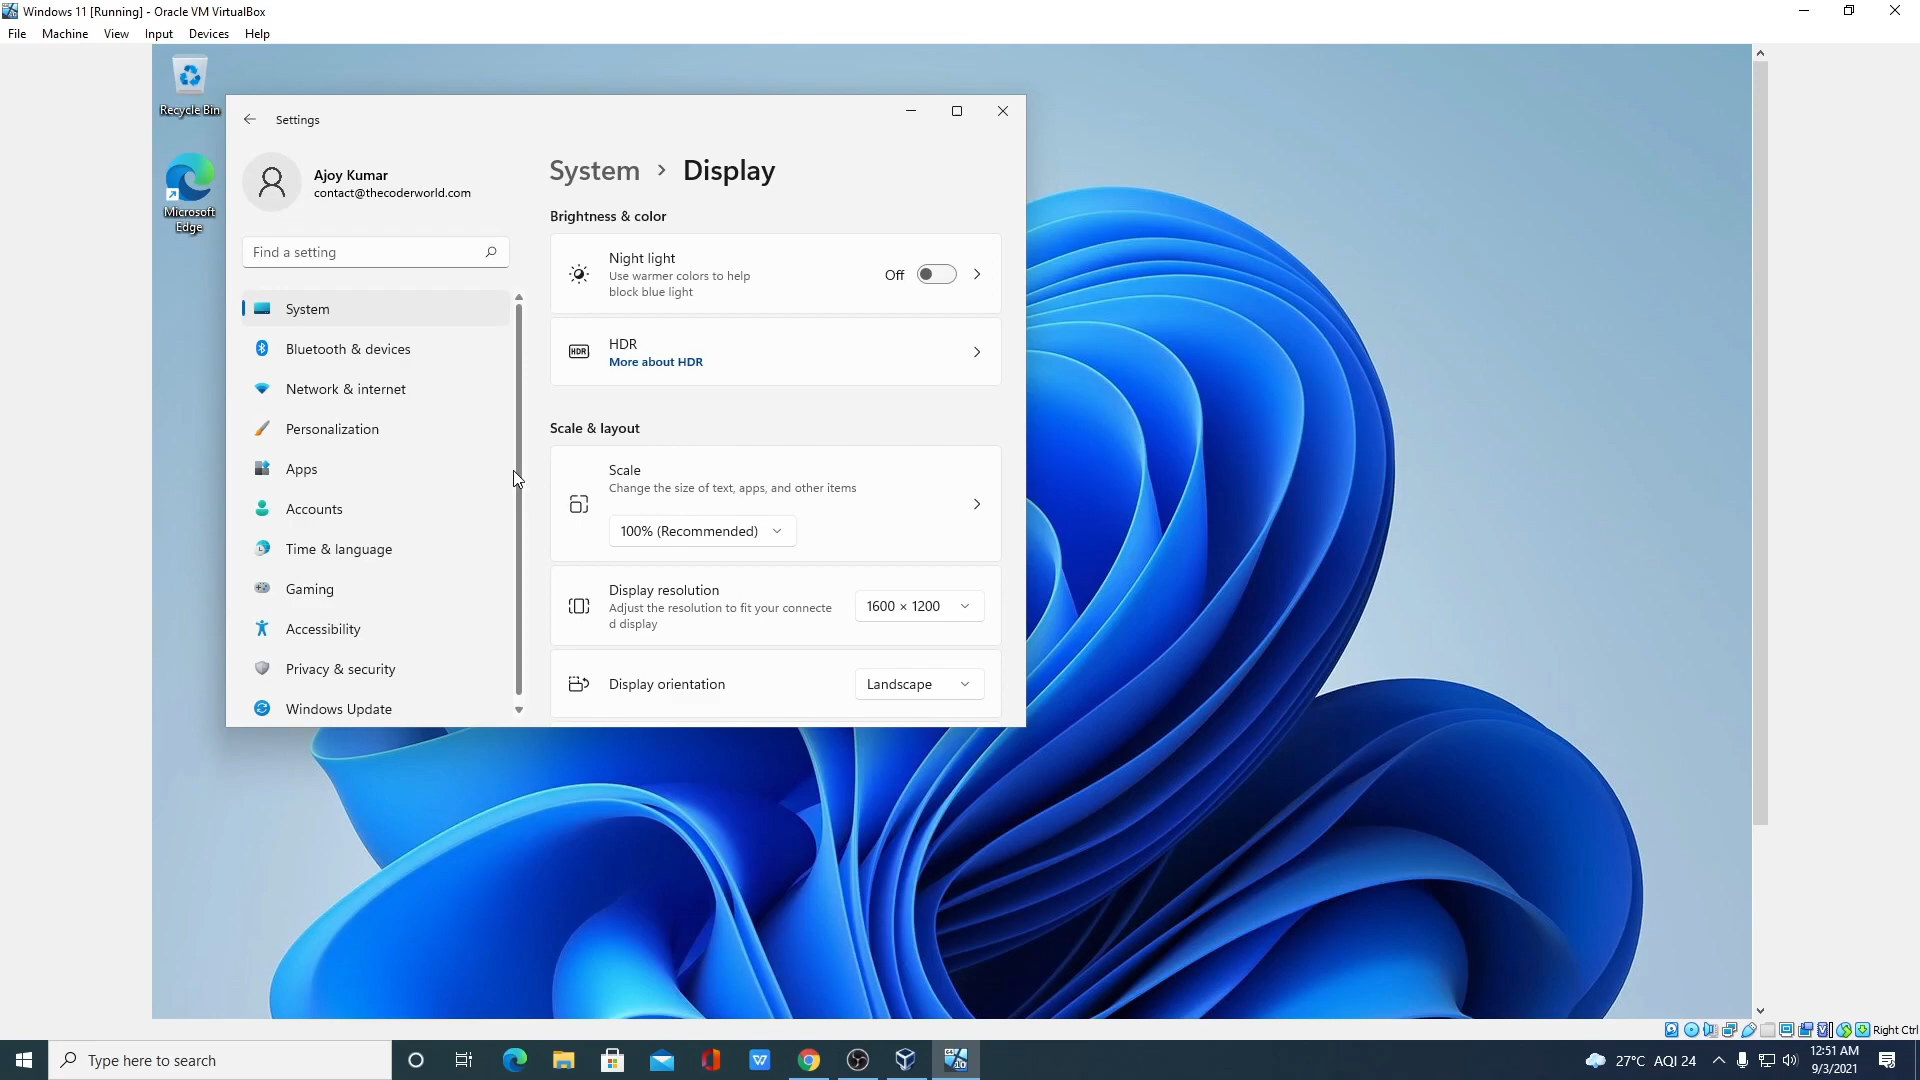 Windows 11 [Running] - Oracle VM VirtualBox
File Machine View Input Devices Help
Recycle Bin
Microsoft
Edge
Settings
Ajoy Kumar
contact@thecoderworld.com
Find a setting
System
Bluetooth & devices
Network & internet
Personalization
Apps
Accounts
Time & language
Gaming
Accessibility
Privacy & security
Windows Update
System › Display
Brightness & color
Night light
Use warmer colors to help
block blue light
Off
HDR
HDR
More about HDR
Scale & layout
Scale
Change the size of text, apps, and other items
100% (Recommended)
Display resolution
Adjust the resolution to fit your connecte
d display
1600 × 1200
Display orientation
Landscape
Right Ctrl
Type here to search
27°C AQI 24
12:51 AM
9/3/2021